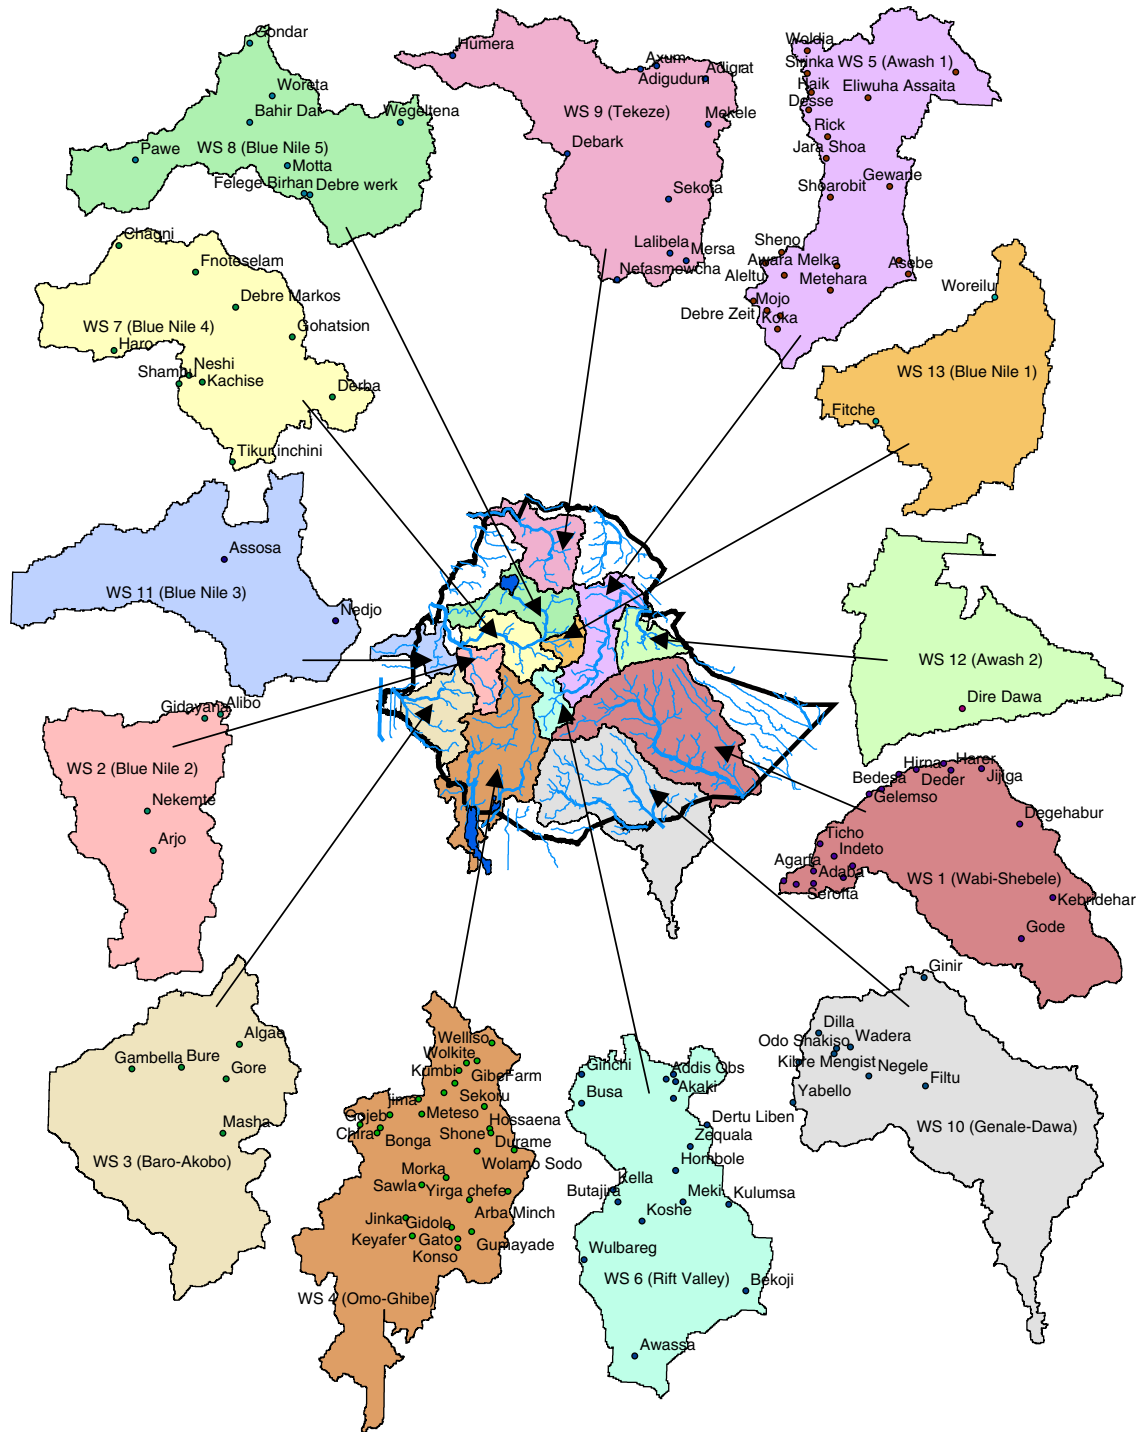 Gondar
Woreta
Bahir Dar
Wegeltena
Pawe
WS 8 (Blue Nile 5)
Motta
Felege Birhan
Debre werk
Humera
Axum
Adigudum
Adigrat
WS 9 (Tekeze)
Mekele
Debark
Sekota
Lalibela
Mersa
Nefasmewcha
Woldia
Sirinka
WS 5 (Awash 1)
Haik
Eliwuha
Assaita
Desse
Rick
Jara Shoa
Shoarobit
Gewane
Sheno
Awara Melka
Asebe
Aleltu
Metehara
Mojo
Debre Zeit
Koka
Chagni
Fnoteselam
Debre Markos
WS 7 (Blue Nile 4)
Gohatsion
Haro
Neshi
Shambu
Kachise
Derba
Tikur inchini
Woreilu
WS 13 (Blue Nile 1)
Fitche
Assosa
WS 11 (Blue Nile 3)
Nedjo
WS 12 (Awash 2)
Dire Dawa
Gidayana
Alibo
WS 2 (Blue Nile 2)
Nekemte
Arjo
Harer
Hirna
Bedesa
Deder
Jijiga
Gelemso
Degehabur
Ticho
Indeto
Agarfa
Adaba
WS 1 (Wabi-Shebele)
Serofta
Kebridehar
Gode
Algae
Gambella
Bure
Gore
Masha
WS 3 (Baro-Akobo)
Welliso
Wolkite
Kumbi
GibeFarm
Sekoru
jima
Gojeb
Meteso
Hossaena
Chira
Bonga
Shone
Durame
Wolamo Sodo
Morka
Sawla
Yirga chefe
Arba Minch
Jinka
Gidole
Keyafer
Gato
Gumayade
Konso
WS 4 (Omo-Ghibe)
Ginchi
Addis Obs
Busa
Akaki
Dertu Liben
Zequala
Hombole
Kella
Butajira
Meki
Kulumsa
Koshe
Wulbareg
WS 6 (Rift Valley)
Bekoji
Awassa
Ginir
Dilla
Odo Shakiso
Wadera
Kibre Mengist
Negele
Filtu
Yabello
WS 10 (Genale-Dawa)